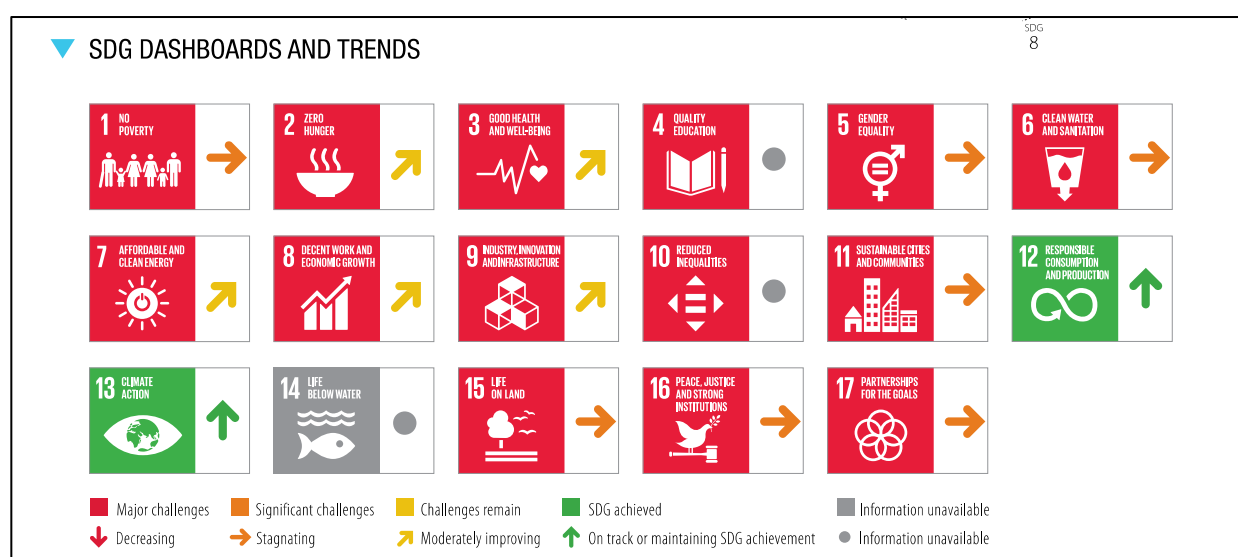 SDG
8
SDG DASHBOARDS AND TRENDS
1 NO
POVERTY
2 ZERO
HUNGER
3 GOOD HEALTH
AND WELL-BEING
4 QUALITY
EDUCATION
5 GENDER
EQUALITY
6 CLEAN WATER
AND SANITATION
7 AFFORDABLE AND
CLEAN ENERGY
8 DECENT WORK AND
ECONOMIC GROWTH
9 INDUSTRY, INNOVATION
AND INFRASTRUCTURE
10 REDUCED
INEQUALITIES
11 SUSTAINABLE CITIES
AND COMMUNITIES
12 RESPONSIBLE
CONSUMPTION
AND PRODUCTION
13 CLIMATE
ACTION
14 LIFE
BELOW WATER
15 LIFE
ON LAND
16 PEACE, JUSTICE
AND STRONG
INSTITUTIONS
17 PARTNERSHIPS
FOR THE GOALS
Major challenges
Significant challenges
Challenges remain
SDG achieved
Information unavailable
Decreasing
Stagnating
Moderately improving
On track or maintaining SDG achievement
Information unavailable